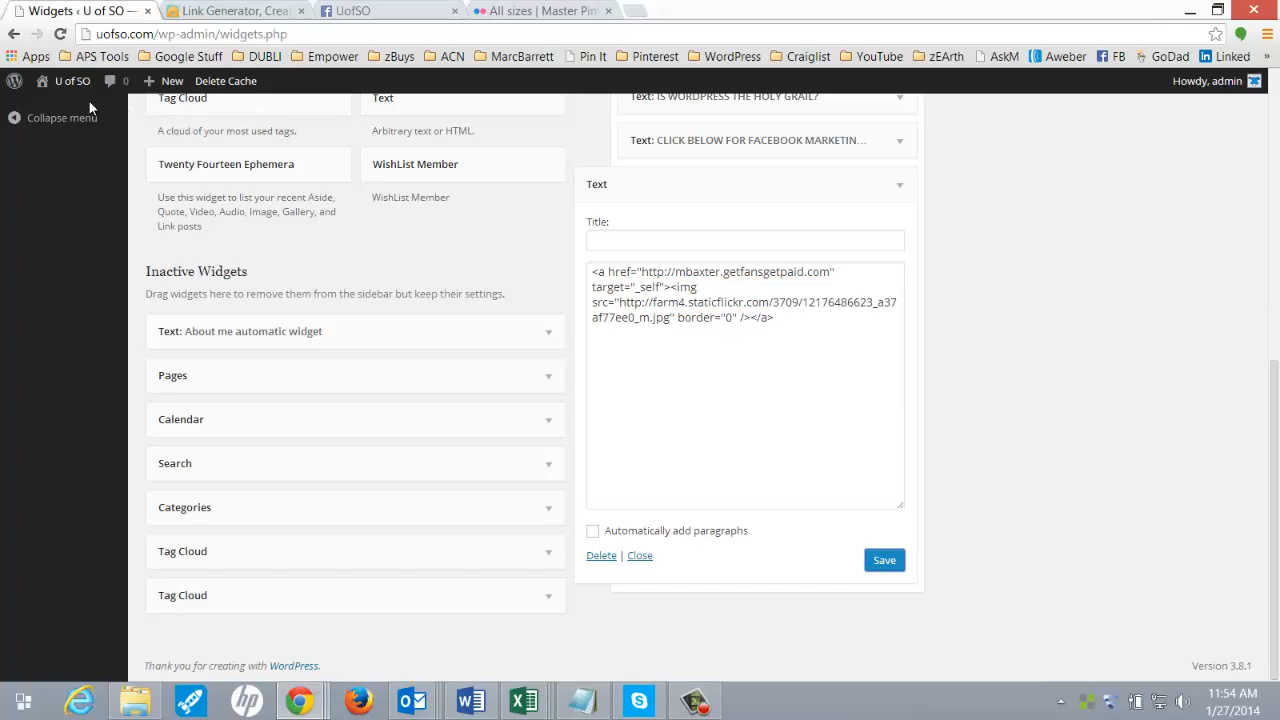 Widgets ‹ U of SO —
Link Generator, Crea
UofSO
All sizes | Master Pin
uofso.com/wp-admin/widgets.php
Apps
APS Tools
Google Stuff
DUBLI
Empower
zBuys
ACN
MarcBarrett
Pin It
Pinterest
WordPress
Craiglist
YouTube
zEarth
AskM
Aweber
FB
GoDad
Linked
»
U of SO
0
New
Delete Cache
Howdy, admin
Collapse menu
Tag Cloud
Text
A cloud of your most used tags.
Arbitrary text or HTML.
Twenty Fourteen Ephemera
WishList Member
Use this widget to list your recent Aside,
Quote, Video, Audio, Image, Gallery, and
Link posts
WishList Member
Inactive Widgets
Drag widgets here to remove them from the sidebar but keep their settings.
Text: About me automatic widget
Pages
Calendar
Search
Categories
Tag Cloud
Tag Cloud
Text: IS WORDPRESS THE HOLY GRAIL?
Text: CLICK BELOW FOR FACEBOOK MARKETIN...
Text
Title:
<a href="http://mbaxter.getfansgetpaid.com"
target="_self"><img
src="http://farm4.staticflickr.com/3709/12176486623_a37
af77ee0_m.jpg" border="0" /></a>
Automatically add paragraphs
Delete | Close
Save
Thank you for creating with WordPress.
Version 3.8.1
11:54 AM
1/27/2014